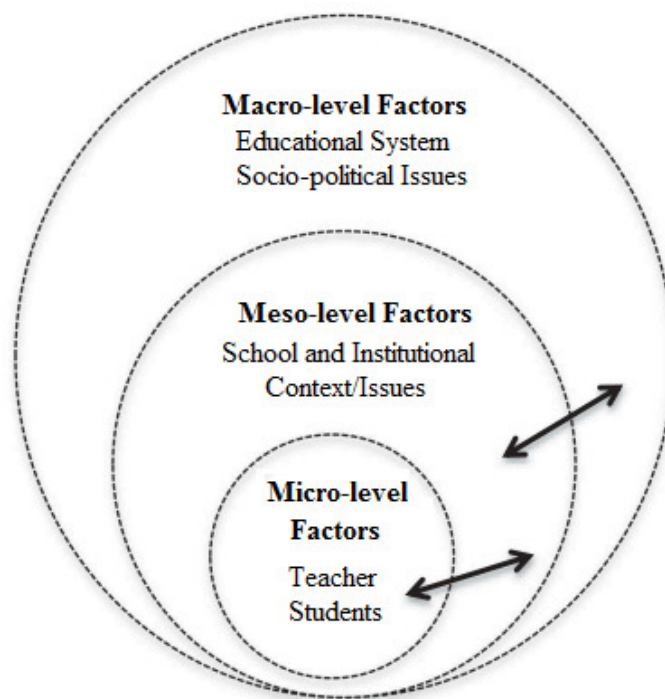 Macro-level Factors
Educational System
Socio-political Issues
Meso-level Factors
School and Institutional
Context/Issues
Micro-level
Factors
Teacher
Students